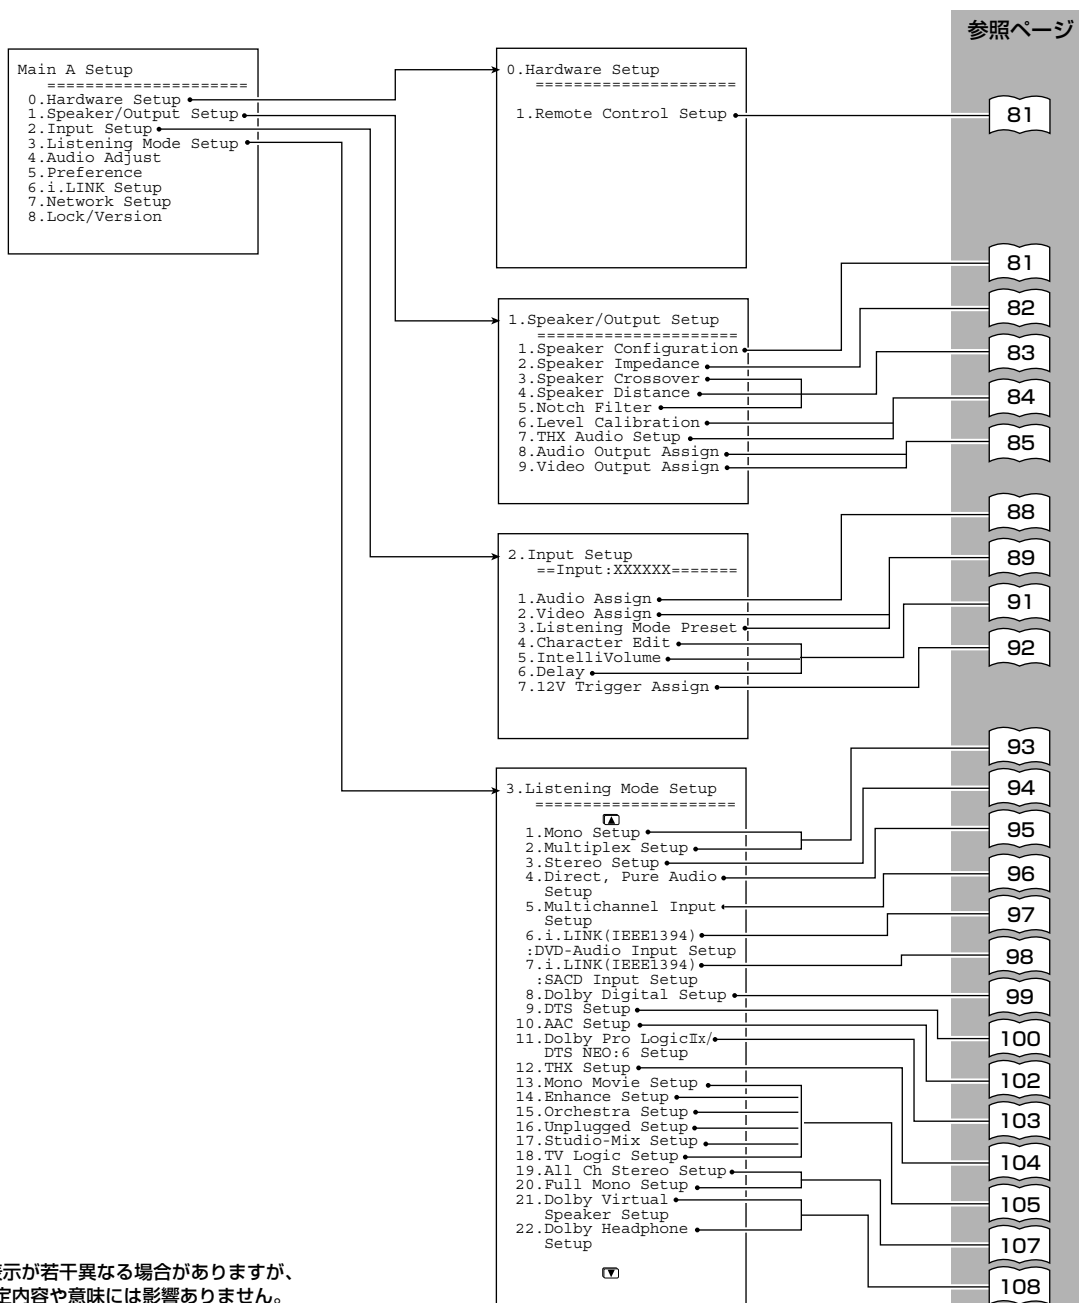 参照ページ
Main A Setup
=====================
0.Hardware Setup
1.Speaker/Output Setup
2.Input Setup
3.Listening Mode Setup
4.Audio Adjust
5.Preference
6.i.LINK Setup
7.Network Setup
8.Lock/Version
0.Hardware Setup
=====================
1.Remote Control Setup
81
1.Speaker/Output Setup
=====================
1.Speaker Configuration
2.Speaker Impedance
3.Speaker Crossover
4.Speaker Distance
5.Notch Filter
6.Level Calibration
7.THX Audio Setup
8.Audio Output Assign
9.Video Output Assign
81
82
83
84
85
2.Input Setup
==Input:XXXXXX=======
1.Audio Assign
2.Video Assign
3.Listening Mode Preset
4.Character Edit
5.IntelliVolume
6.Delay
7.12V Trigger Assign
88
89
91
92
3.Listening Mode Setup
=====================
1.Mono Setup
2.Multiplex Setup
3.Stereo Setup
4.Direct, Pure Audio
Setup
5.Multichannel Input
Setup
6.i.LINK(IEEE1394)
:DVD-Audio Input Setup
7.i.LINK(IEEE1394)
:SACD Input Setup
8.Dolby Digital Setup
9.DTS Setup
10.AAC Setup
11.Dolby Pro LogicⅡx/
DTS NEO:6 Setup
12.THX Setup
13.Mono Movie Setup
14.Enhance Setup
15.Orchestra Setup
16.Unplugged Setup
17.Studio-Mix Setup
18.TV Logic Setup
19.All Ch Stereo Setup
20.Full Mono Setup
21.Dolby Virtual
Speaker Setup
22.Dolby Headphone
Setup
93
94
95
96
97
98
99
100
102
103
104
105
107
108
示が若干異なる場合がありますが、
定内容や意味には影響ありません。